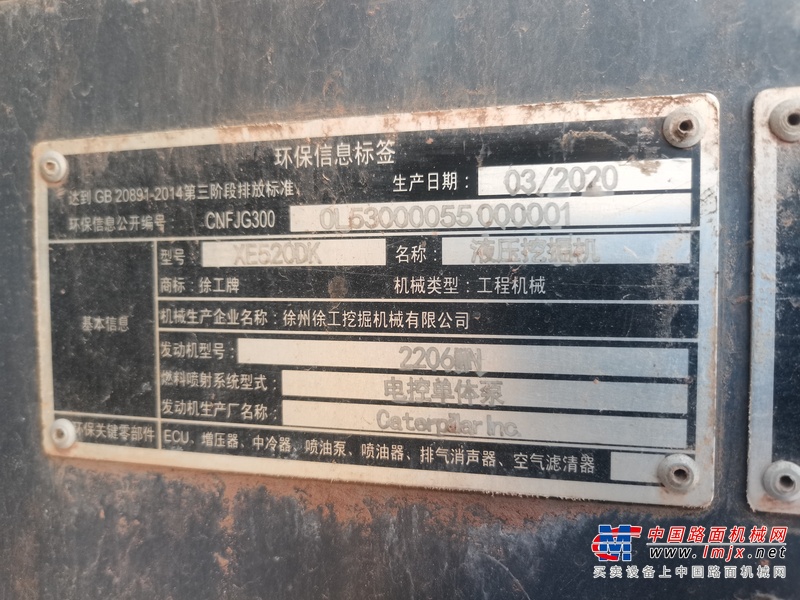 环保信息标签
达到 GB 20891-2014第三阶段排放标准、
生产日期: 03/2020
环保信息公开编号 CNFJG300 0L53000055000001
型号: XE520DK 名称: 液压挖掘机
商标: 徐工牌 机械类型: 工程机械
基本信息
机械生产企业名称: 徐州徐工挖掘机械有限公司
发动机型号:
燃料喷射系统型式: 电控单体泵
发动机生产厂名称: Caterpillar Inc.
环保关键零部件 ECU、增压器、中冷器、喷油泵、喷油器、排气消声器、空气滤清器
中国路面机械网
www.lmjx.net
买卖设备上中国路面机械网